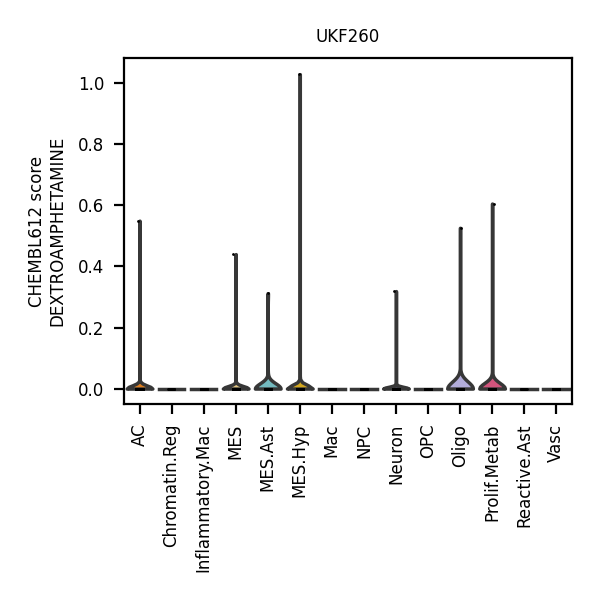 UKF260
CHEMBL612 score
DEXTROAMPHETAMINE
1.0
0.8
0.6
0.4
0.2
0.0
AC
Chromatin.Reg
Inflammatory.Mac
MES
MES.Ast
MES.Hyp
Mac
NPC
Neuron
OPC
Oligo
Prolif.Metab
Reactive.Ast
Vasc